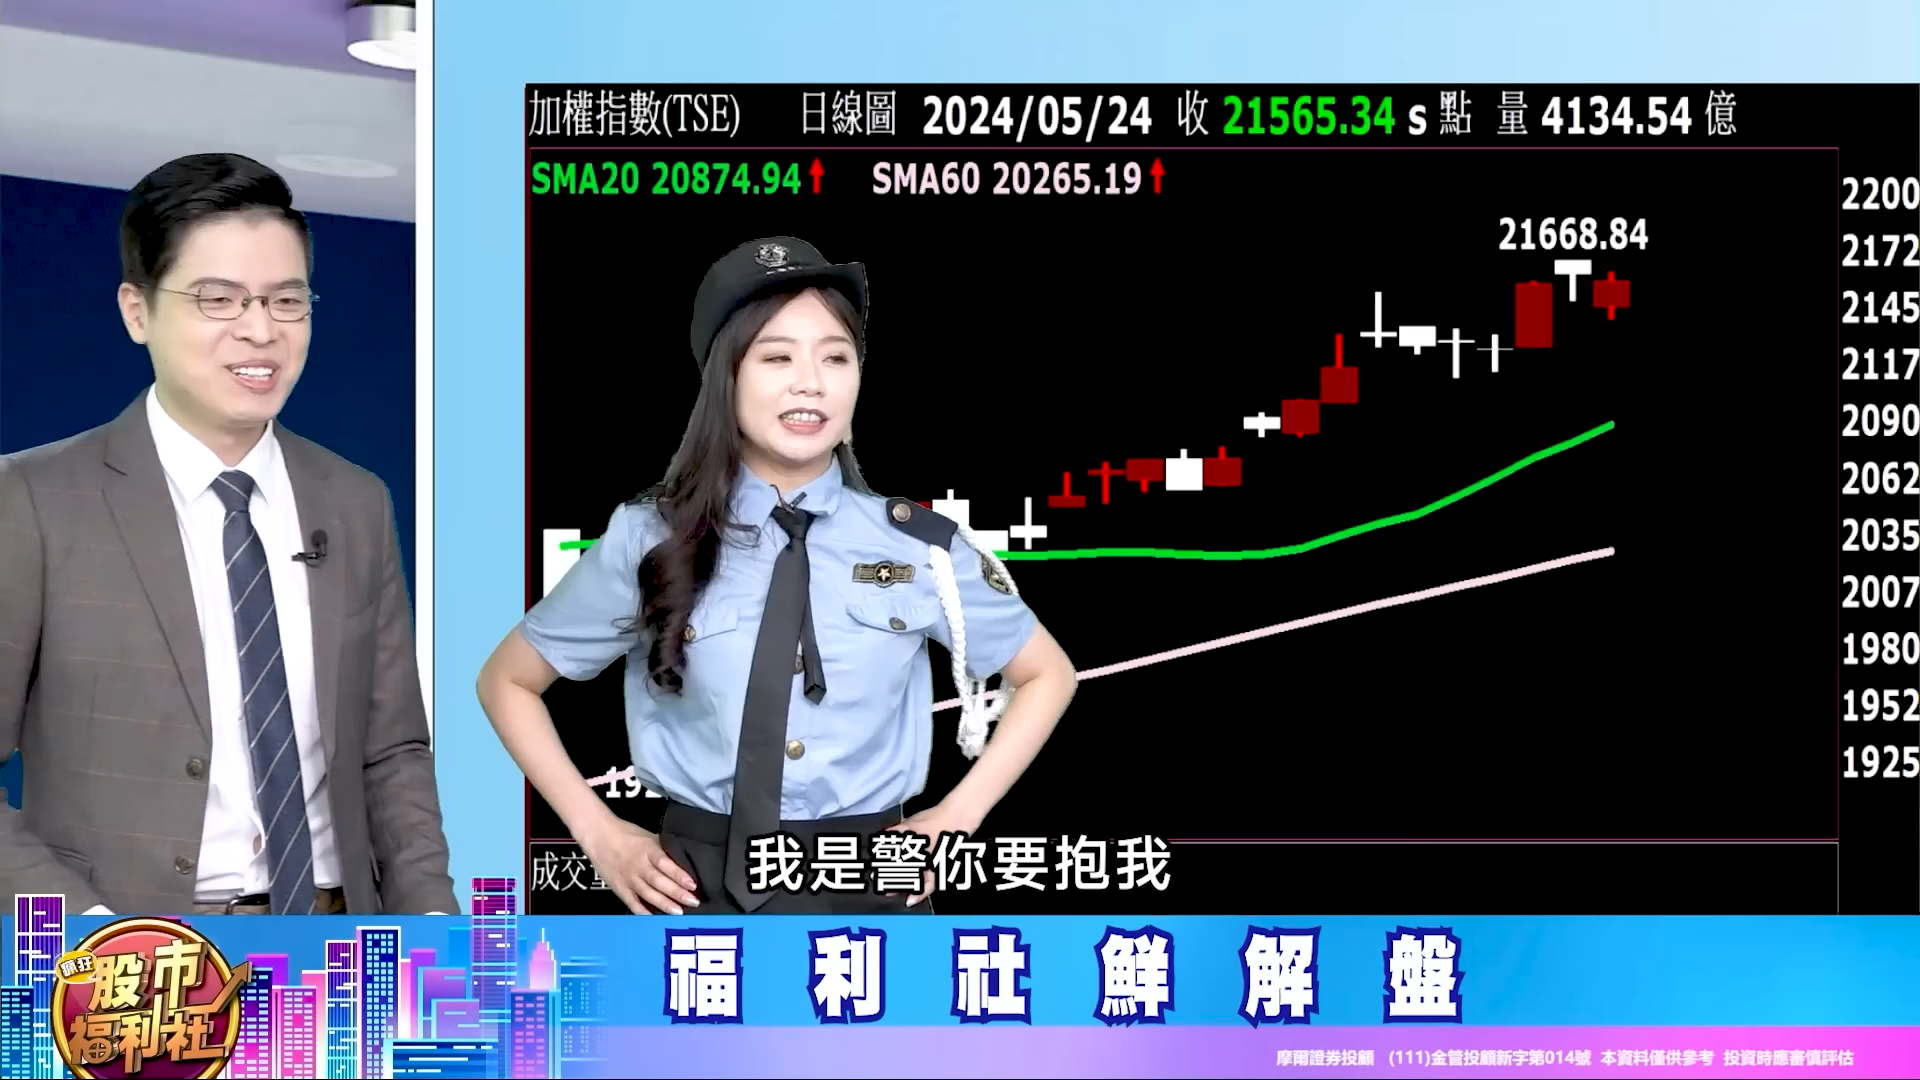 加權指數(TSE) 日線圖 2024/05/24 收 21565.34 s 點 量 4134.54 億
SMA20 20874.94 SMA60 20265.19
21668.84
2200
2172
2145
2117
2090
2062
2035
2007
1980
1952
1925
192
成交量
我是警你要抱我
福利社鮮解盤
瘋狂
股市
福利社
摩爾證券投顧 (111)金管投顧新字第014號 本資料僅供參考 投資時應審慎評估